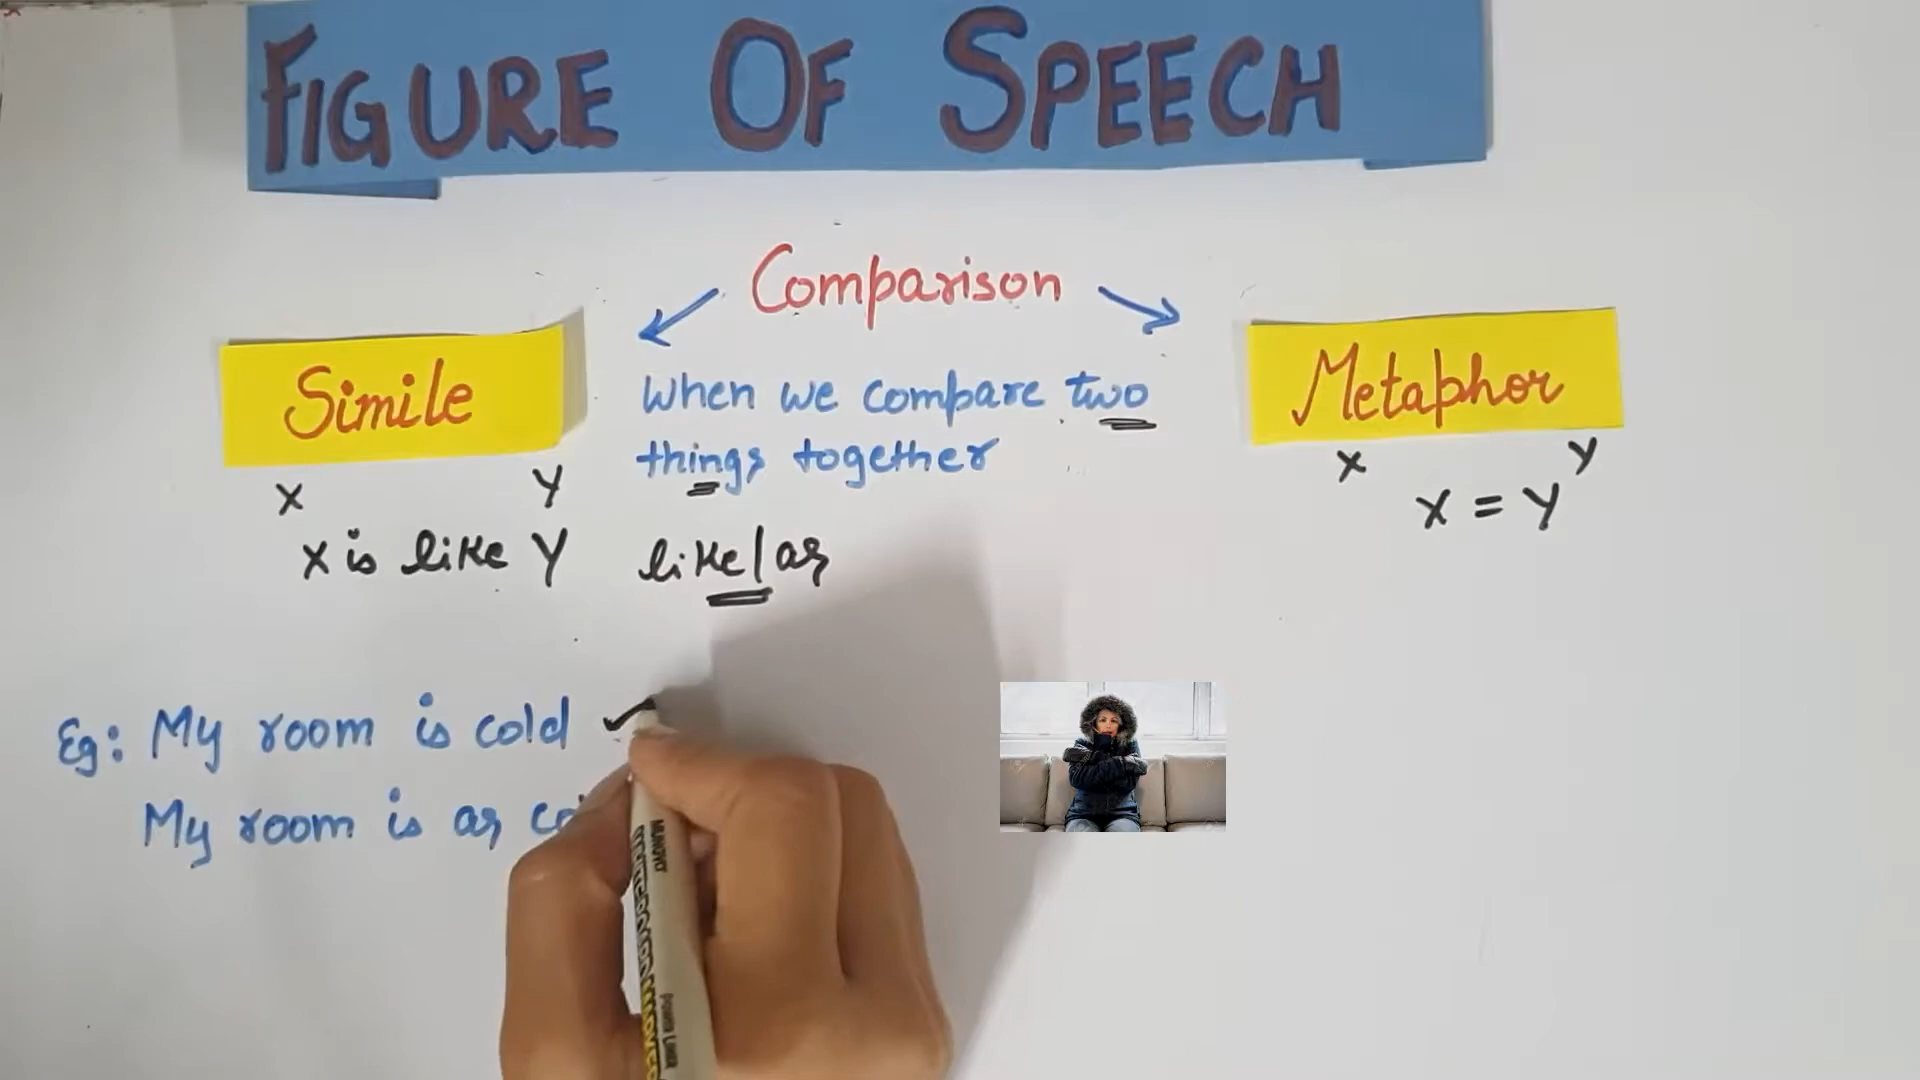 FIGURE OF SPEECH
Comparison
Simile
When we compare two
things together
Metaphor
X Y
X is like Y
like/as
X Y
X = Y
Eg: My room is cold
My room is as